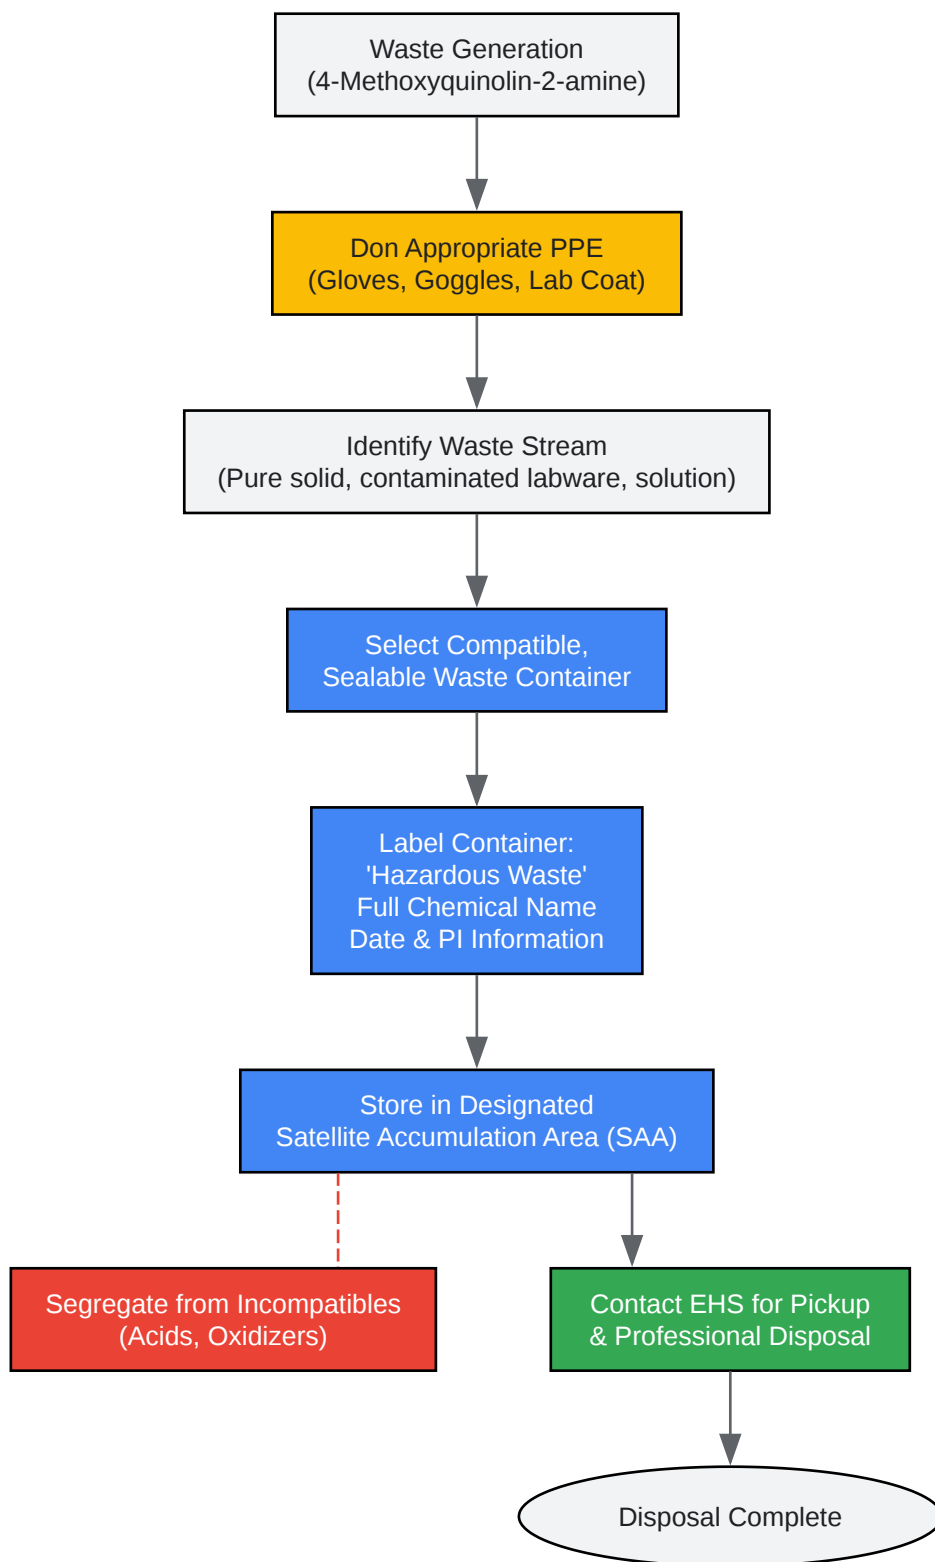 Waste Generation
(4-Methoxyquinolin-2-amine)
Don Appropriate PPE
(Gloves, Goggles, Lab Coat)
Identify Waste Stream
(Pure solid, contaminated labware, solution)
Select Compatible,
Sealable Waste Container
Label Container:
'Hazardous Waste'
Full Chemical Name
Date & PI Information
Store in Designated
Satellite Accumulation Area (SAA)
Segregate from Incompatibles
(Acids, Oxidizers)
Contact EHS for Pickup
& Professional Disposal
Disposal Complete